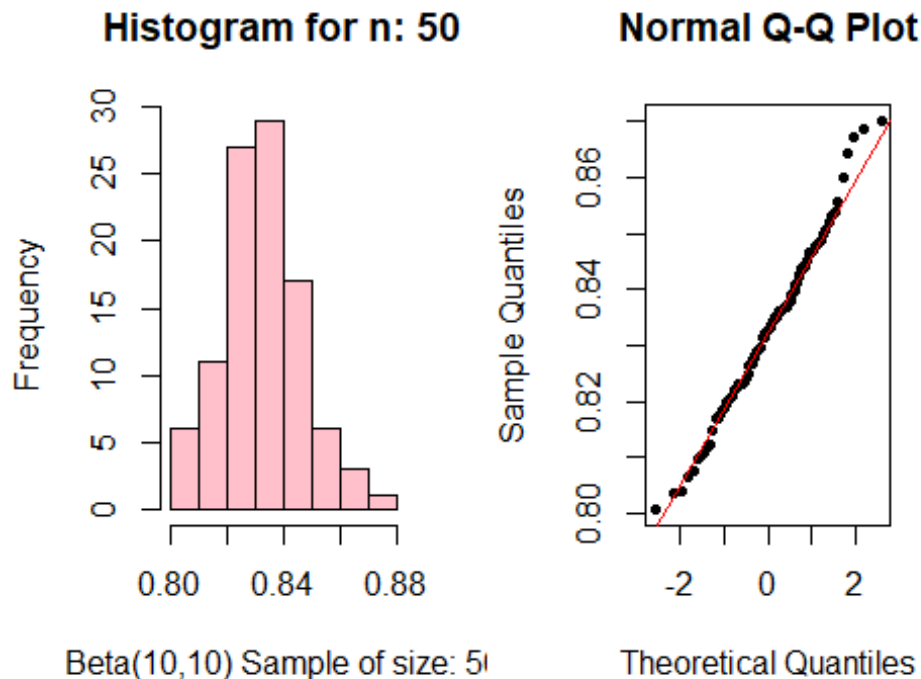 Histogram for n: 50
Frequency
30
25
20
15
10
5
0
0.80 0.84 0.88
Beta(10,10) Sample of size:
Normal Q-Q Plot
Sample Quantiles
0.86
0.84
0.82
0.80
-2 0 2
Theoretical Quantiles